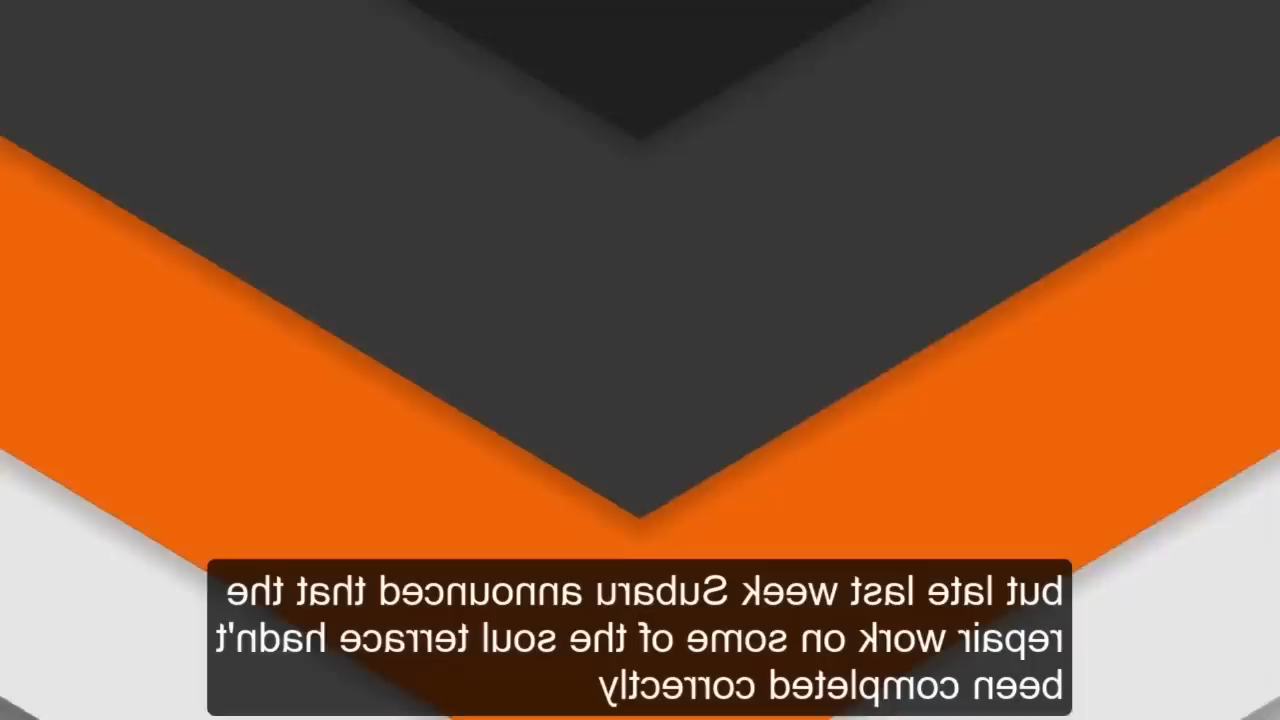 but late last week Subaru announced that the
repair work on some of the soul terrace hadn't
been completed correctly